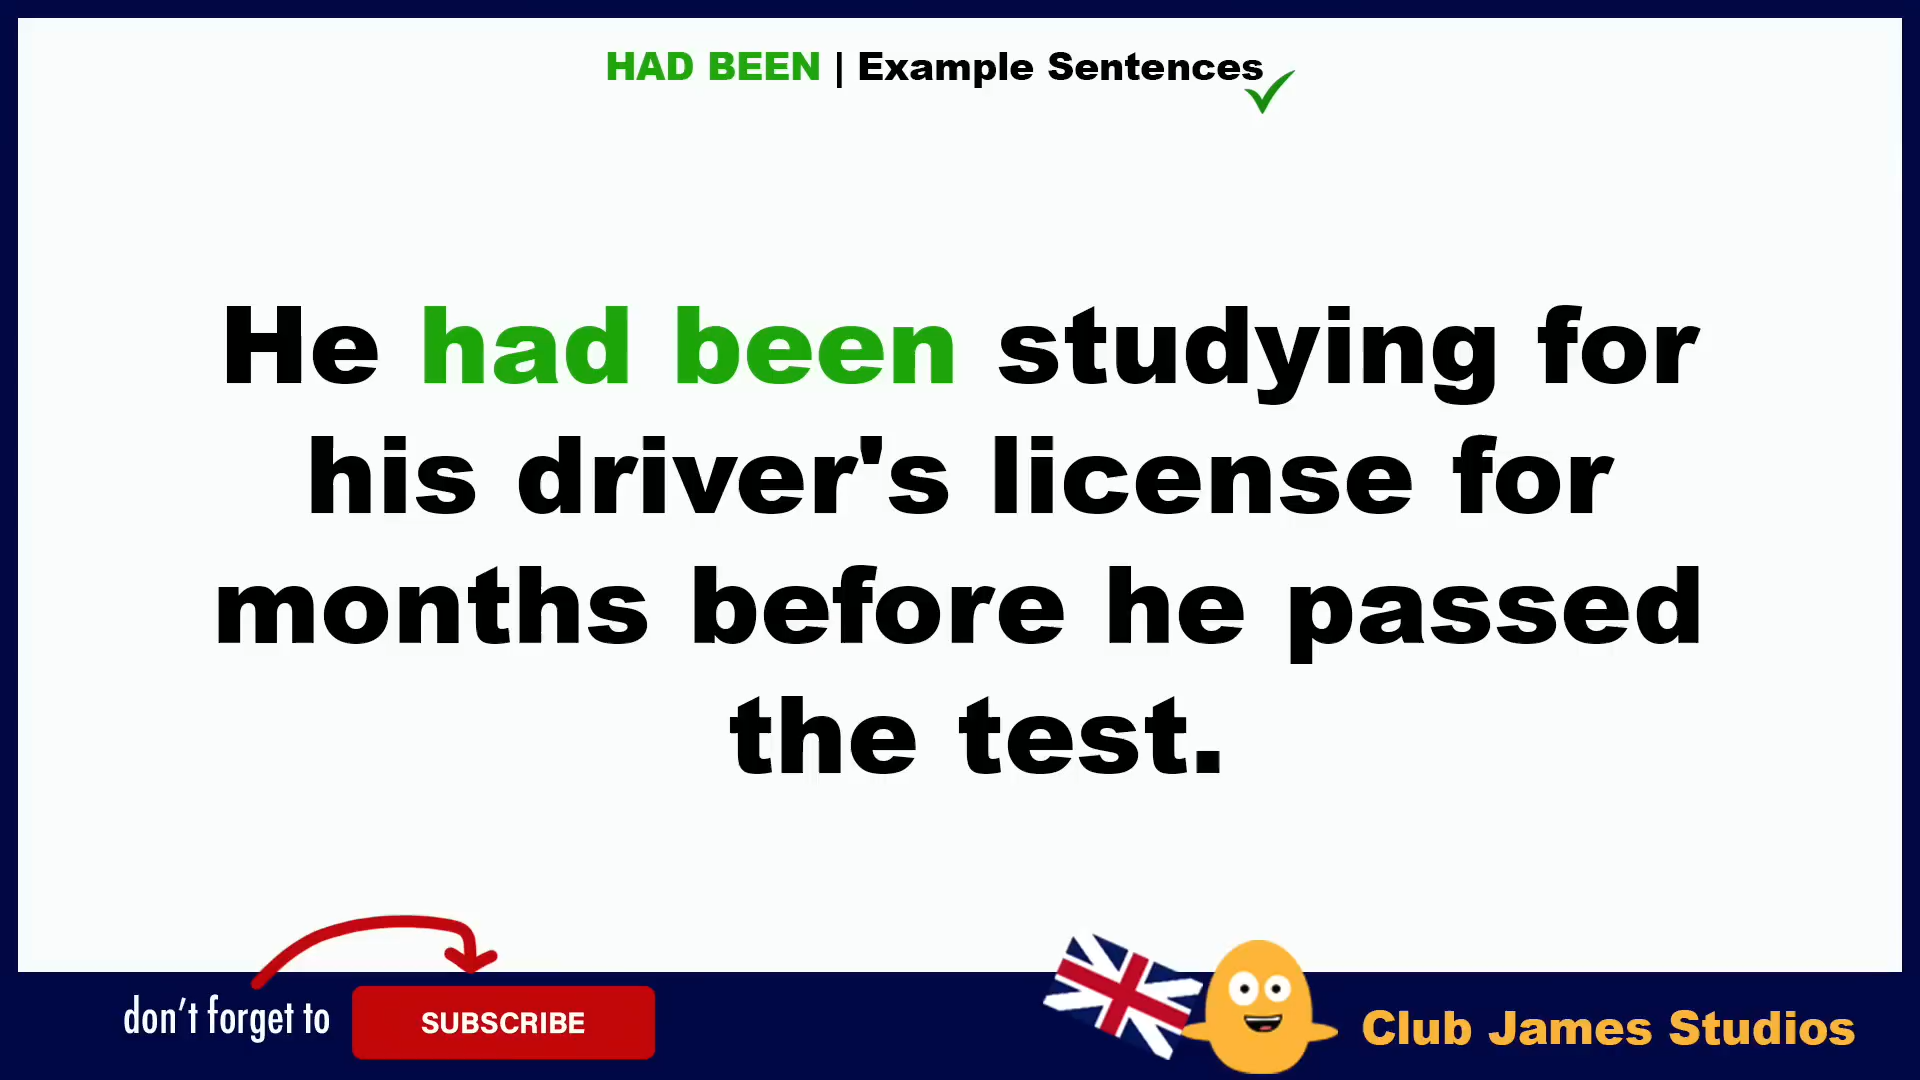 HAD BEEN | Example Sentences
He had been studying for
his driver's license for
months before he passed
the test.
don't forget to
SUBSCRIBE
Club James Studios